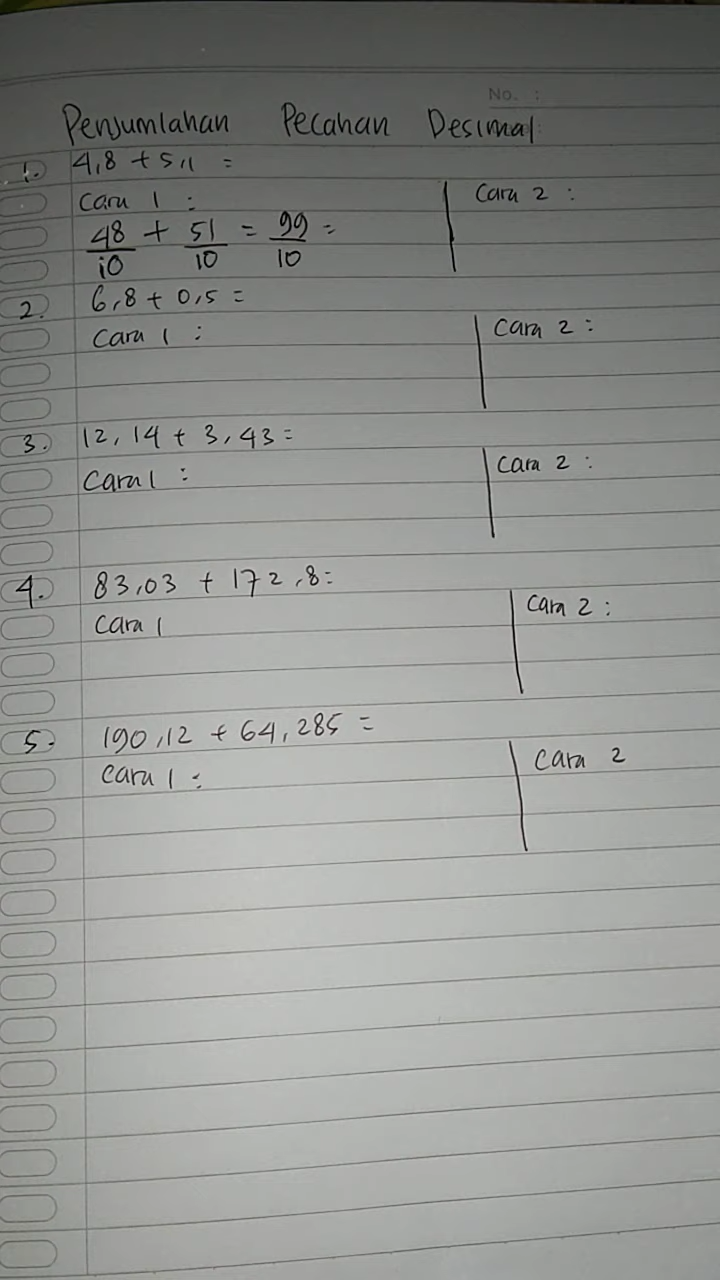 No. :
Penjumlahan Pecahan Desimal
1. 4,8 + 5,1 =
Cara 1 :
Cara 2 :
48/10 + 51/10 = 99/10 =
2. 6,8 + 0,5 =
Cara 1 :
Cara 2 :
3. 12,14 + 3,43 =
Cara 1 :
Cara 2 :
4. 83,03 + 172,8 =
Cara 1
Cara 2 :
5. 190,12 + 64,285 =
Cara 1 :
Cara 2